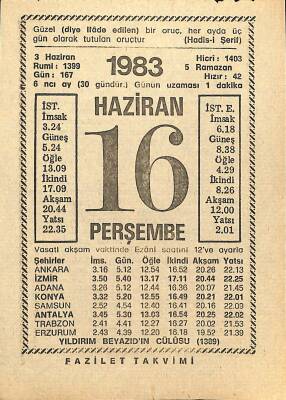 Güzel (diye ifâde edilen) bir oruç, her ayda üç
gün olarak tutulan oruçtur (Hadîs-i Şerif)
3 Haziran
Rumi : 1399
Gün : 167
1983
Hicri : 1403
5 Ramazan
Hızır : 42
6 ncı ay (30 gündür.) Günün uzaması 1 dakika
HAZİRAN
16
PERŞEMBE
İST.
İmsak
3.24
Güneş
5.24
Öğle
13.09
İkindi
17.09
Akşam
20.44
Yatsı
22.35
İST. E.
İmsak
6.18
Güneş
8.38
Öğle
4.29
İkindi
8.26
Akşam
12.00
Yatsı
2.01
Vasati akşam vaktinde Ezânî saatini 12've ayarla
Şehirler İms. Gün. Öğle İkindi Akşam Yatsı
ANKARA 3.16 5.12 12.54 16.52 20.26 22.13
İZMİR 3.50 5.40 13.17 17.11 20.44 22.25
ADANA 3.26 5.12 12.44 16.36 20.07 21.45
KONYA 3.32 5.20 12.55 16.49 20.21 22.01
SAMSUN 2.52 4.54 12.40 16.41 20.16 22.09
ANTALYA 3.45 5.30 13.03 16.54 20.25 22.02
TRABZON 2.41 4.41 12.27 16.27 20.02 21.53
ERZURUM 2.43 4.39 12.20 16.18 19.52 21.39
YILDIRIM BEYAZID'IN CÜLÛSU (1389)
FAZİLET TAKVİMİ